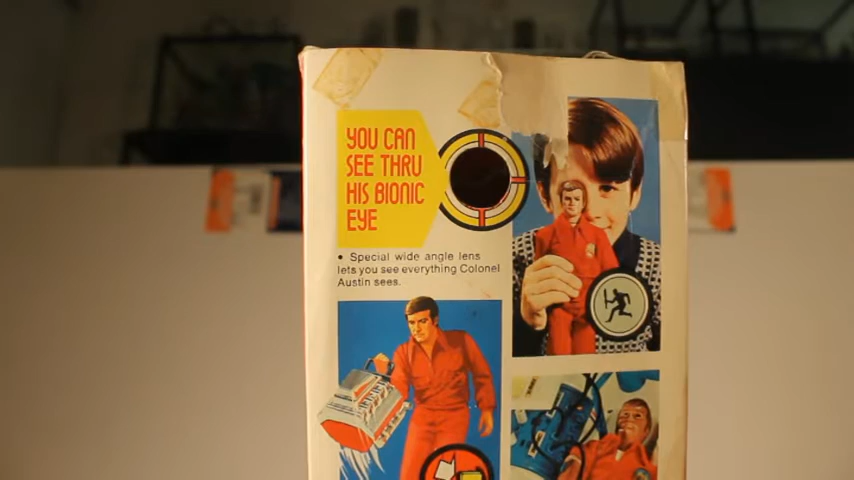 YOU CAN
SEE THRU
HIS BIONIC
EYE
• Special wide angle lens
lets you see everything Colonel
Austin sees.